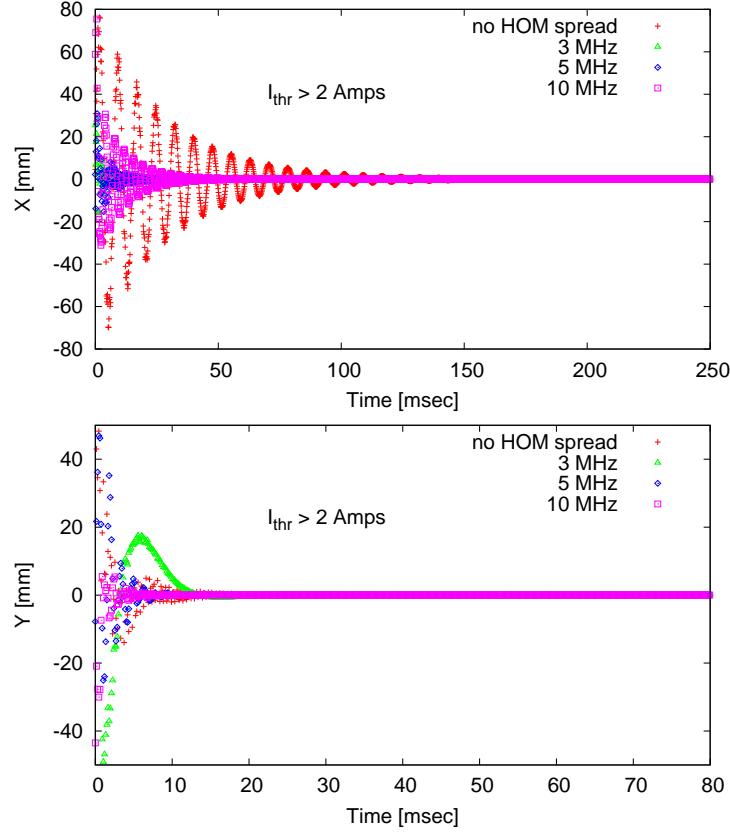 80
60
40
20
0
-20
-40
-60
-80
X [mm]
no HOM spread
3 MHz
5 MHz
10 MHz
I_thr > 2 Amps
0 50 100 150 200 250
Time [msec]
40
20
0
-20
-40
Y [mm]
no HOM spread
3 MHz
5 MHz
10 MHz
I_thr > 2 Amps
0 10 20 30 40 50 60 70 80
Time [msec]